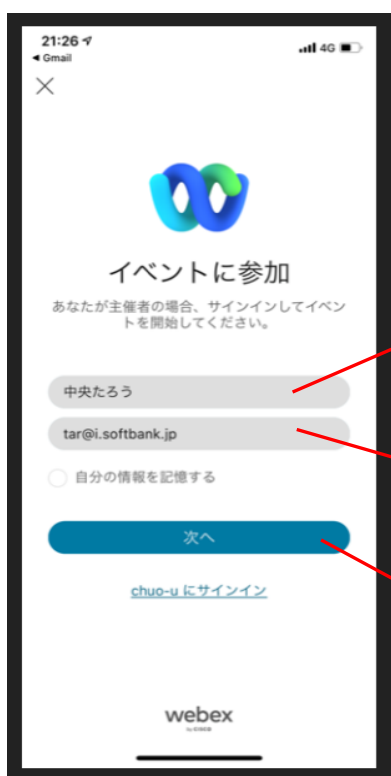 21:26
4G
◀ Gmail
イベントに参加
あなたが主催者の場合、サインインしてイベン
トを開始してください。
中央たろう
tar@i.softbank.jp
自分の情報を記憶する
次へ
chuo-u にサインイン
webex
by CISCO